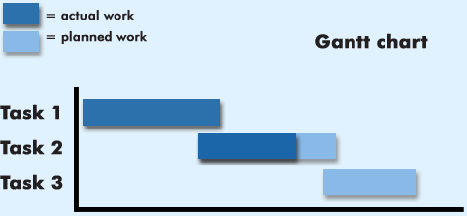 = actual work
= planned work
Gantt chart
Task 1
Task 2
Task 3